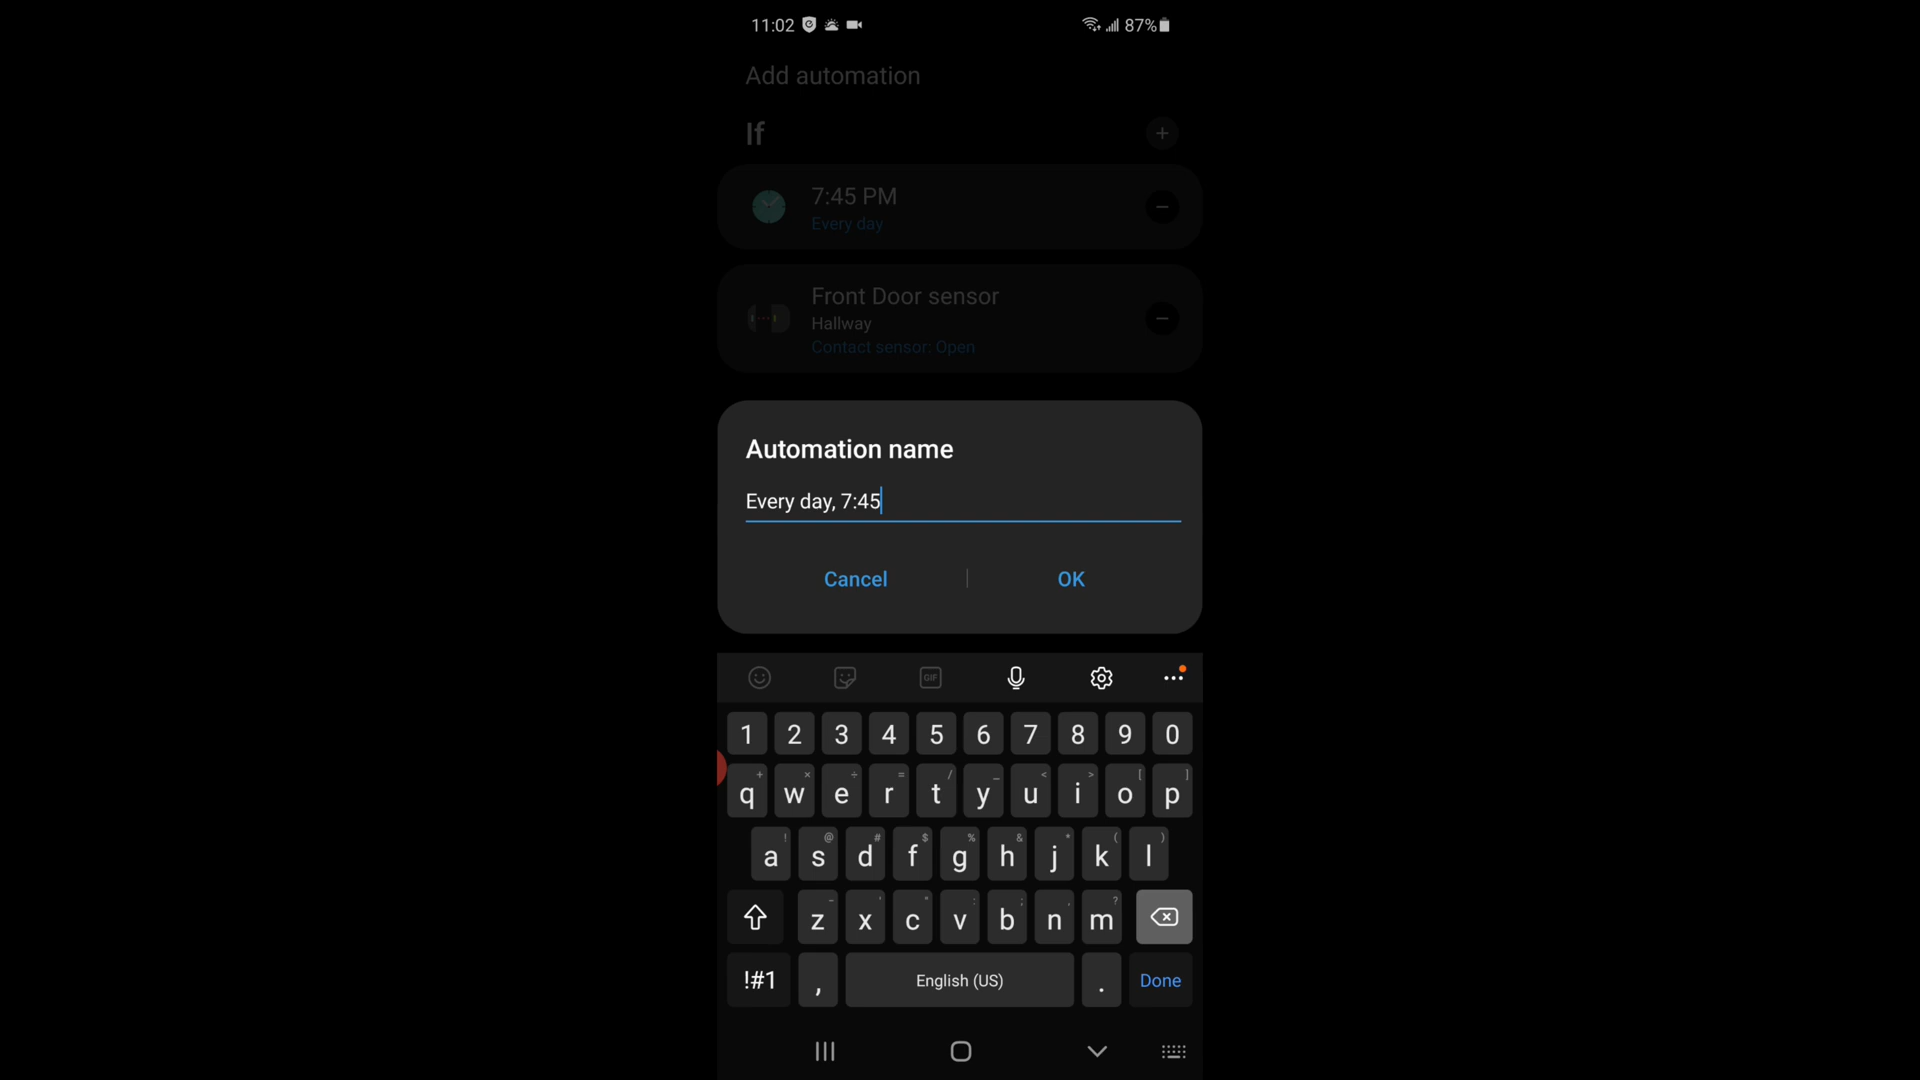 11:02 87%
Add automation
If +
7:45 PM
Every day
Front Door sensor
Hallway
Contact sensor: Open
Automation name
Every day, 7:45
Cancel | OK
GIF
1 2 3 4 5 6 7 8 9 0
+ × ÷ = / _ < > [ ]
q w e r t y u i o p
! @ # $ % & * ( )
a s d f g h j k l
- ' " : ; , ?
z x c v b n m
!#1 , English (US) . Done